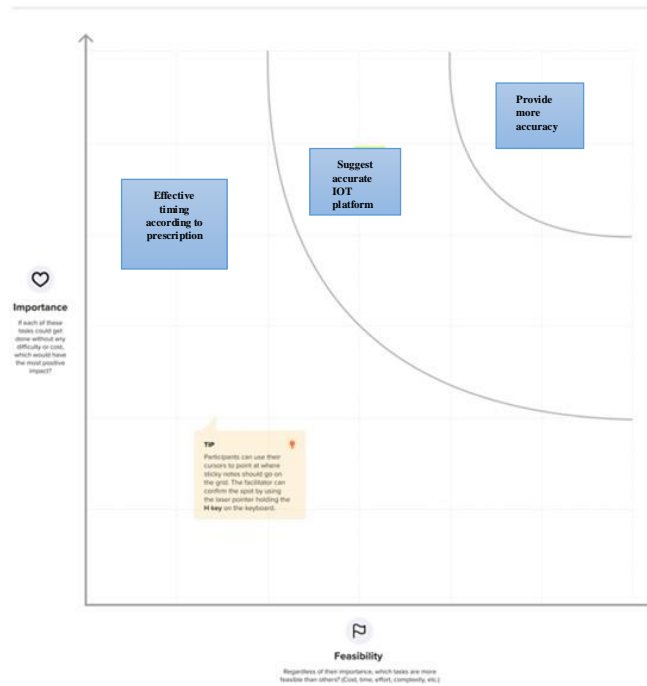 Provide
more
accuracy
Suggest
accurate
IOT
platform
Effective
timing
according to
prescription
Importance
If each of these
tasks could get
done without any
difficulty or cost,
which would have
the most positive
impact?
TIP
Participants can use their
cursors to point at where
sticky notes should go on
the grid. The facilitator can
confirm the spot by using
the laser pointer holding the
H key on the keyboard.
Feasibility
Regardless of their importance, which tasks are more
feasible than others? (Cost, time, effort, complexity, etc.)